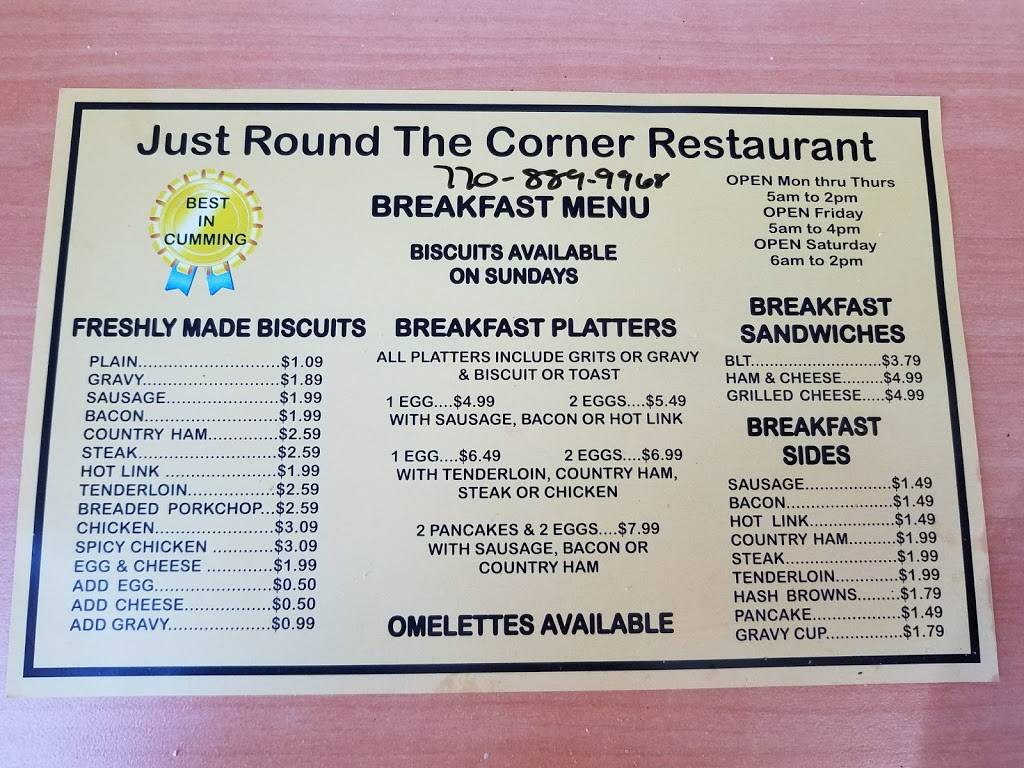 Just Round The Corner Restaurant
770-889-9968
BREAKFAST MENU
BEST
IN
CUMMING
BISCUITS AVAILABLE
ON SUNDAYS
OPEN Mon thru Thurs
5am to 2pm
OPEN Friday
5am to 4pm
OPEN Saturday
6am to 2pm
FRESHLY MADE BISCUITS
PLAIN............................$1.09
GRAVY...........................$1.89
SAUSAGE......................$1.99
BACON..........................$1.99
COUNTRY HAM.............$2.59
STEAK...........................$2.59
HOT LINK .....................$1.99
TENDERLOIN................$2.59
BREADED PORKCHOP...$2.59
CHICKEN.......................$3.09
SPICY CHICKEN ............$3.09
EGG & CHEESE .............$1.99
ADD EGG.......................$0.50
ADD CHEESE.................$0.50
ADD GRAVY....................$0.99
BREAKFAST PLATTERS
ALL PLATTERS INCLUDE GRITS OR GRAVY
& BISCUIT OR TOAST
1 EGG....$4.99 2 EGGS....$5.49
WITH SAUSAGE, BACON OR HOT LINK
1 EGG....$6.49 2 EGGS....$6.99
WITH TENDERLOIN, COUNTRY HAM,
STEAK OR CHICKEN
2 PANCAKES & 2 EGGS....$7.99
WITH SAUSAGE, BACON OR
COUNTRY HAM
OMELETTES AVAILABLE
BREAKFAST
SANDWICHES
BLT.........................$3.79
HAM & CHEESE.........$4.99
GRILLED CHEESE.....$4.99
BREAKFAST
SIDES
SAUSAGE.................$1.49
BACON.....................$1.49
HOT LINK.................$1.49
COUNTRY HAM..........$1.99
STEAK......................$1.99
TENDERLOIN.............$1.99
HASH BROWNS........$1.79
PANCAKE..................$1.49
GRAVY CUP...............$1.79